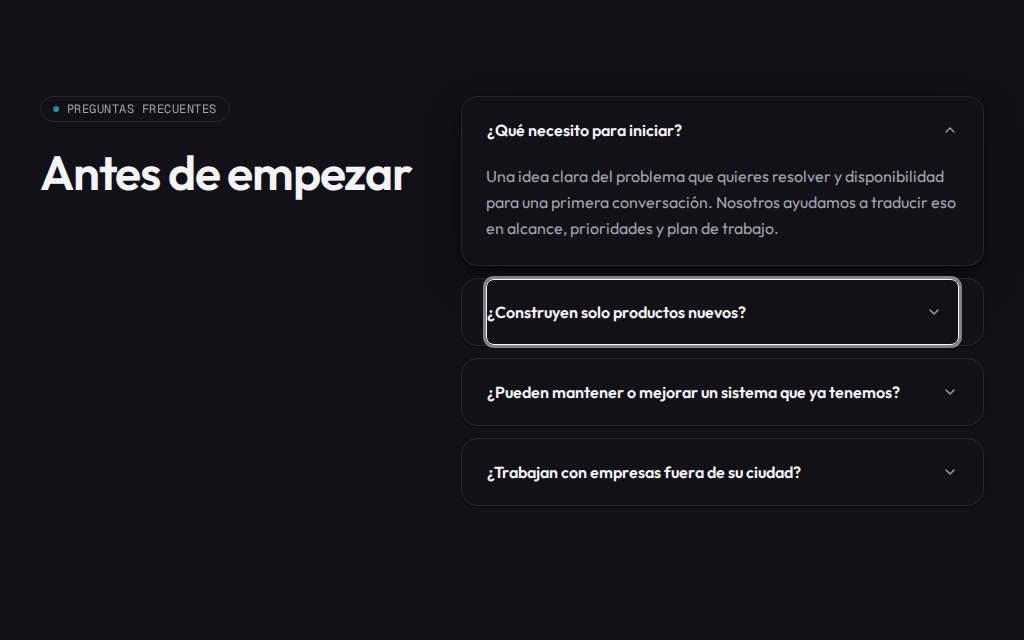 PREGUNTAS FRECUENTES
Antes de empezar
¿Qué necesito para iniciar?
Una idea clara del problema que quieres resolver y disponibilidad
para una primera conversación. Nosotros ayudamos a traducir eso
en alcance, prioridades y plan de trabajo.
¿Construyen solo productos nuevos?
¿Pueden mantener o mejorar un sistema que ya tenemos?
¿Trabajan con empresas fuera de su ciudad?